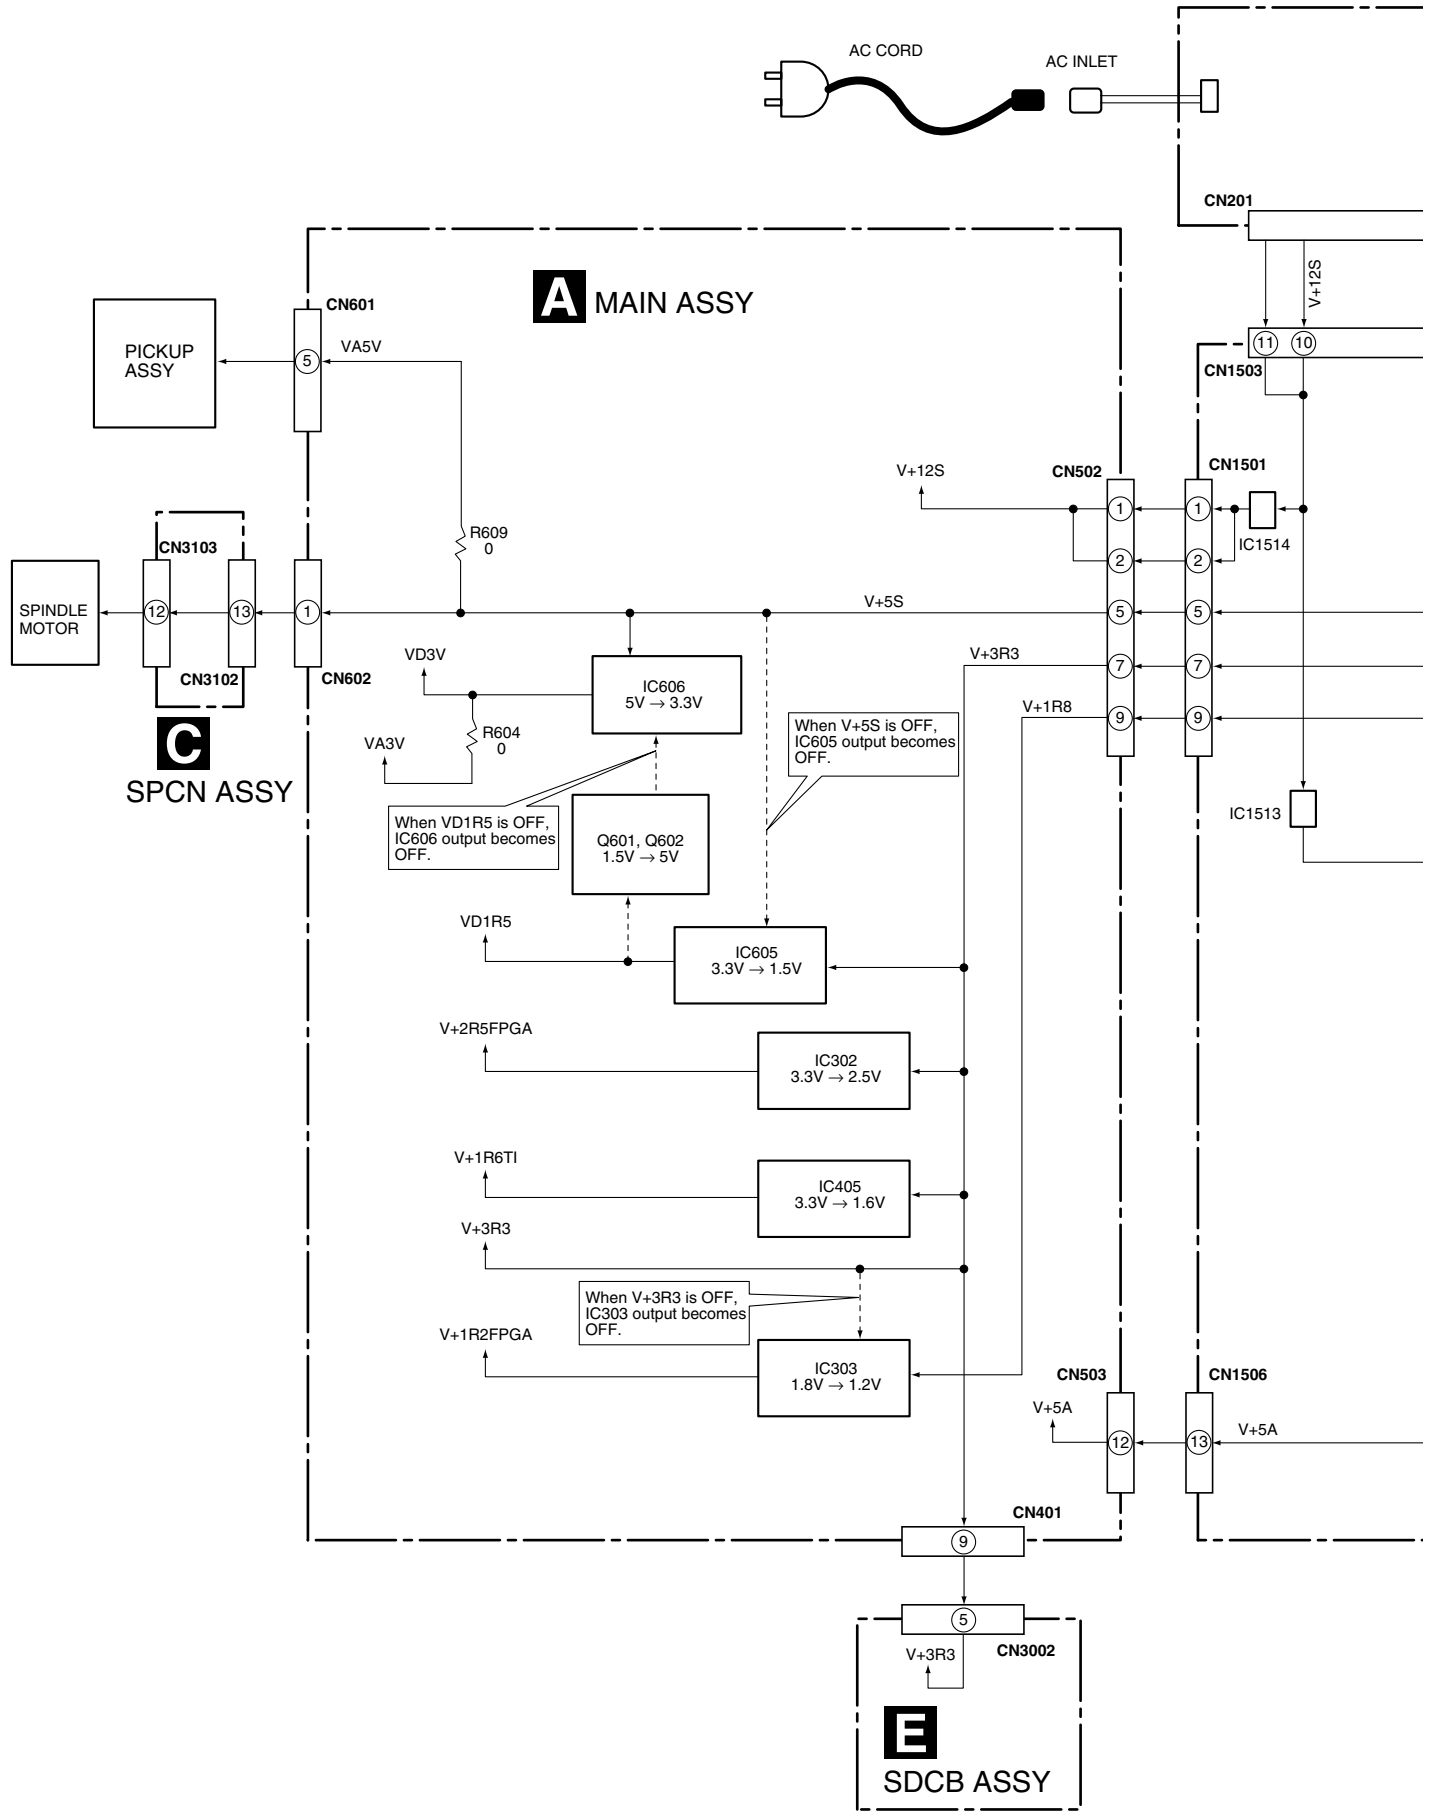 AC CORD
AC INLET
CN201
V+12S
11
10
CN1503
A MAIN ASSY
CN601
PICKUP
ASSY
5
VA5V
R609
0
V+12S
CN502
CN1501
1
1
IC1514
2
2
CN3103
SPINDLE
MOTOR
12
13
1
V+5S
5
5
CN3102
CN602
VD3V
IC606
5V → 3.3V
V+3R3
7
7
R604
0
VA3V
V+1R8
9
9
C
SPCN ASSY
When V+5S is OFF,
IC605 output becomes
OFF.
When VD1R5 is OFF,
IC606 output becomes
OFF.
Q601, Q602
1.5V → 5V
IC1513
VD1R5
IC605
3.3V → 1.5V
V+2R5FPGA
IC302
3.3V → 2.5V
V+1R6TI
IC405
3.3V → 1.6V
V+3R3
When V+3R3 is OFF,
IC303 output becomes
OFF.
V+1R2FPGA
IC303
1.8V → 1.2V
CN503
CN1506
V+5A
12
13
V+5A
CN401
9
5
CN3002
V+3R3
E
SDCB ASSY